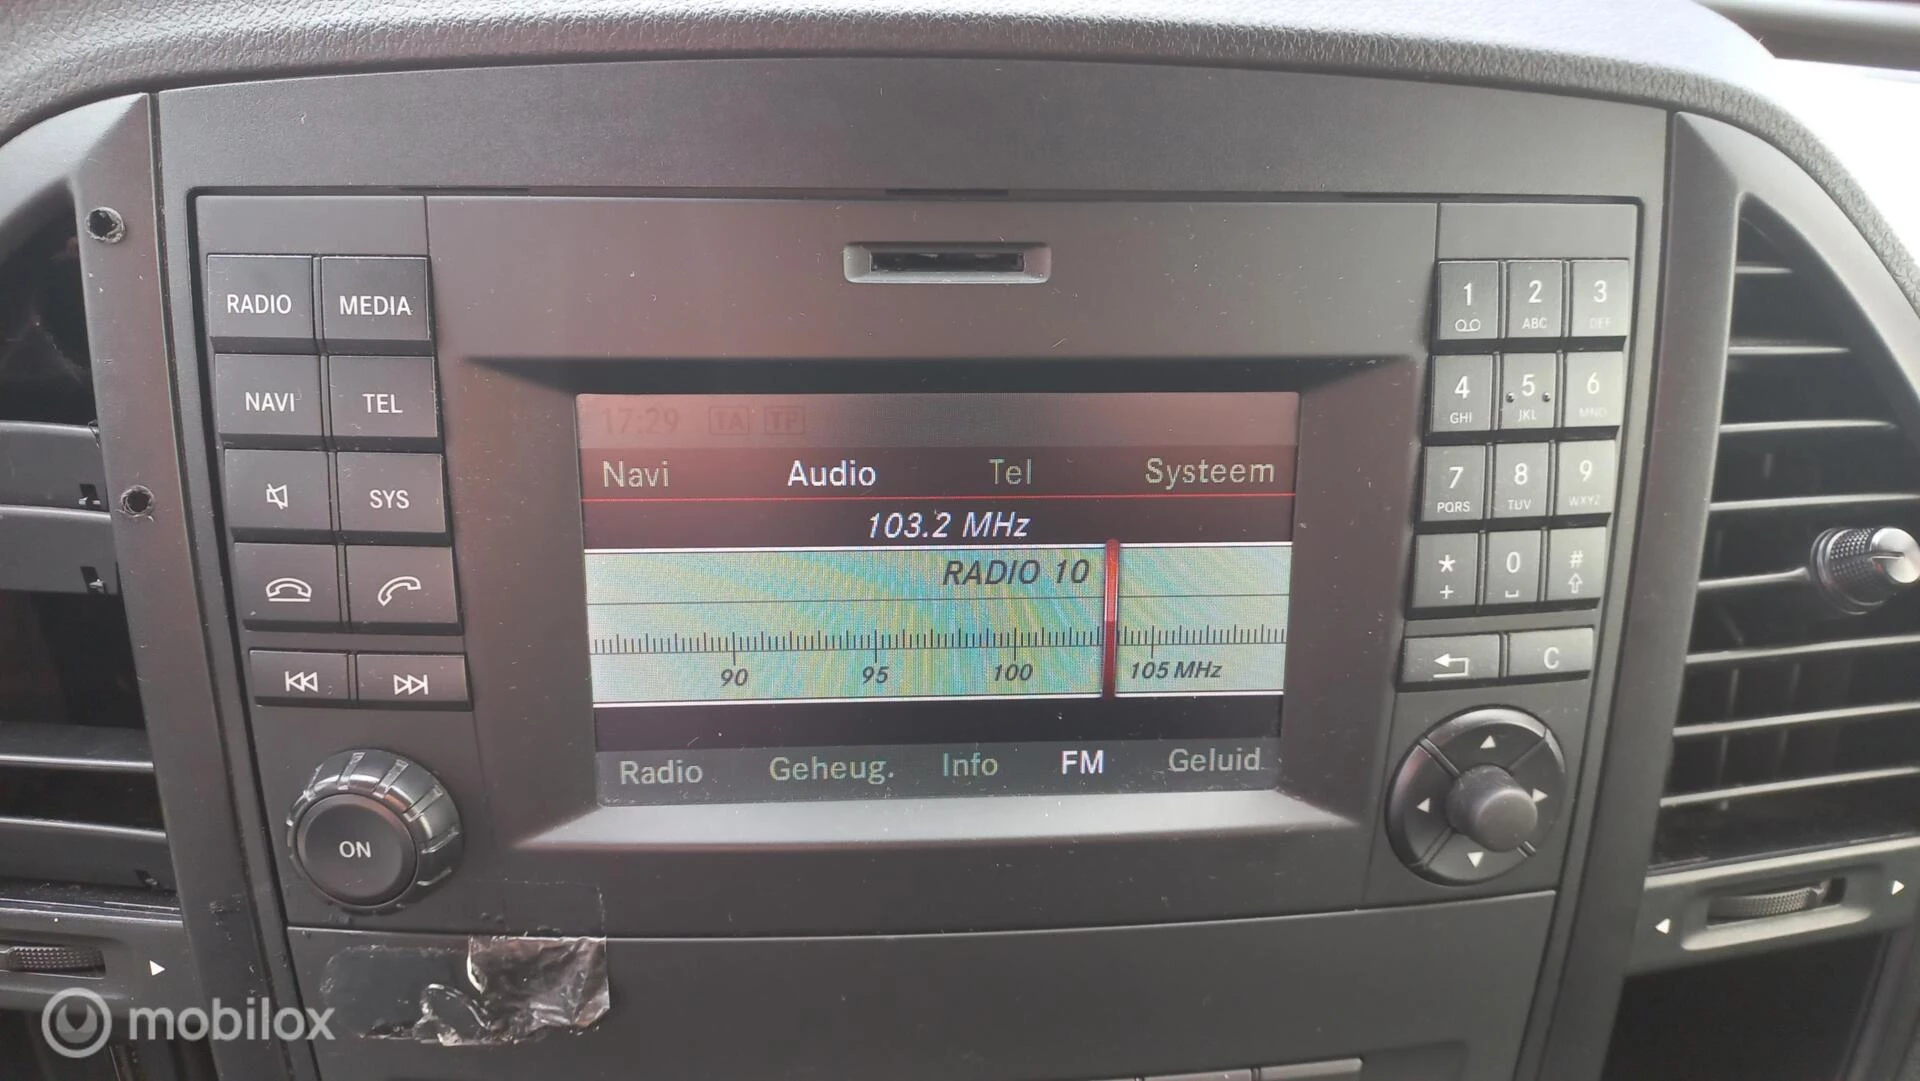 RADIO MEDIA
NAVI TEL
SYS
ON
17:29 TA TP
Navi Audio Tel Systeem
103.2 MHz
RADIO 10
90 95 100 105 MHz
Radio Geheug. Info FM Geluid
1 2 3
ABC DEF
4 5 6
GHI JKL MNO
7 8 9
PQRS TUV WXYZ
* 0 #
+
C
mobilox